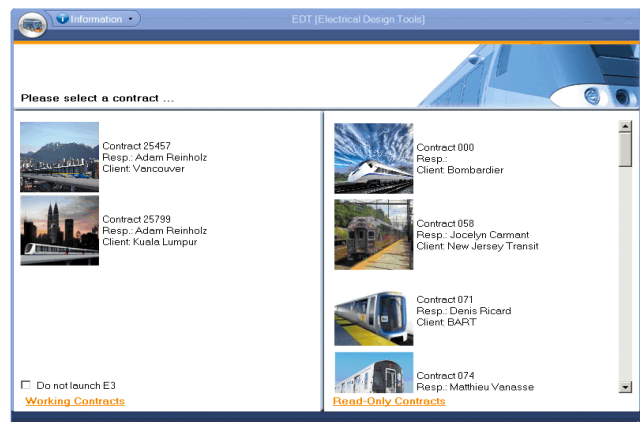 Information
EDT [Electrical Design Tools]
Please select a contract ...
Contract 25457
Resp.: Adam Reinholz
Client: Vancouver
Contract 25799
Resp.: Adam Reinholz
Client: Kuala Lumpur
Do not launch E3
Working Contracts
Contract 000
Resp.:
Client: Bombardier
Contract 058
Resp.: Jocelyn Carmant
Client: New Jersey Transit
Contract 071
Resp.: Denis Ricard
Client: BART
Contract 074
Resp.: Matthieu Vanasse
Read-Only Contracts